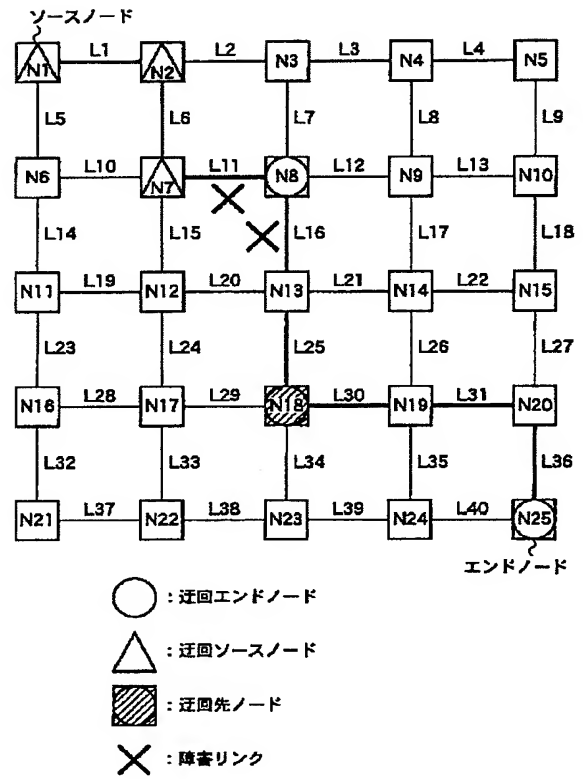 ソースノード
N1 L1 N2 L2 N3 L3 N4 L4 N5
L5 L6 L7 L8 L9
N6 L10 N7 L11 N8 L12 N9 L13 N10
L14 L15 L16 L17 L18
N11 L19 N12 L20 N13 L21 N14 L22 N15
L23 L24 L25 L26 L27
N16 L28 N17 L29 N18 L30 N19 L31 N20
L32 L33 L34 L35 L36
N21 L37 N22 L38 N23 L39 N24 L40 N25
エンドノード
:迂回エンドノード
:迂回ソースノード
:迂回先ノード
:障害リンク